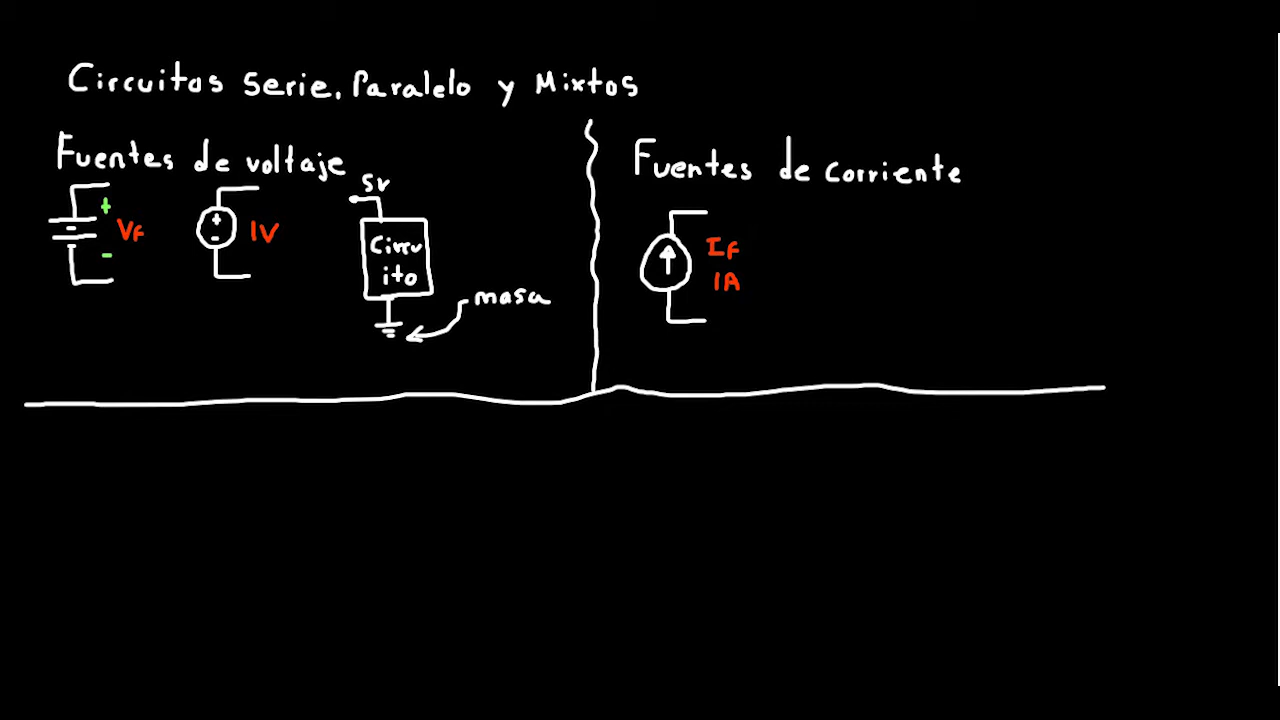 Circuitos Serie. Paralelo y Mixtos
Fuentes de voltaje
+
-
VF
+
-
1V
5v
Circu
ito
masa
Fuentes de corriente
IF
1A